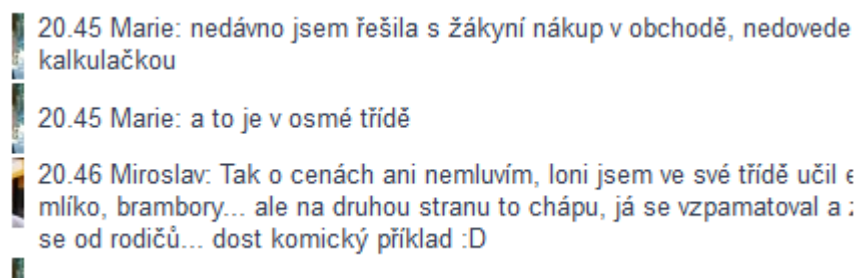 20.45 Marie: nedávno jsem řešila s žákyní nákup v obchodě, nedovede
kalkulačkou
20.45 Marie: a to je v osmé třídě
20.46 Miroslav: Tak o cenách ani nemluvím, loni jsem ve své třídě učil
mlíko, brambory... ale na druhou stranu to chápu, já se vzpamatoval a
se od rodičů... dost komický příklad :D